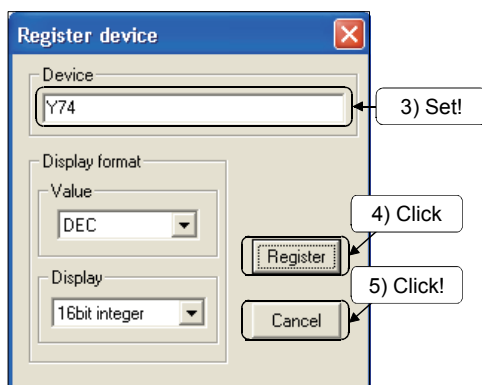 Register device
Device
Y74
3) Set!
Display format
Value
DEC
4) Click
Register
Display
5) Click!
16bit integer
Cancel